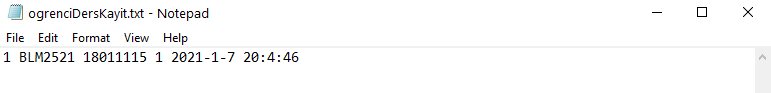 ogrenciDersKayit.txt - Notepad
File Edit Format View Help
1 BLM2521 18011115 1 2021-1-7 20:4:46